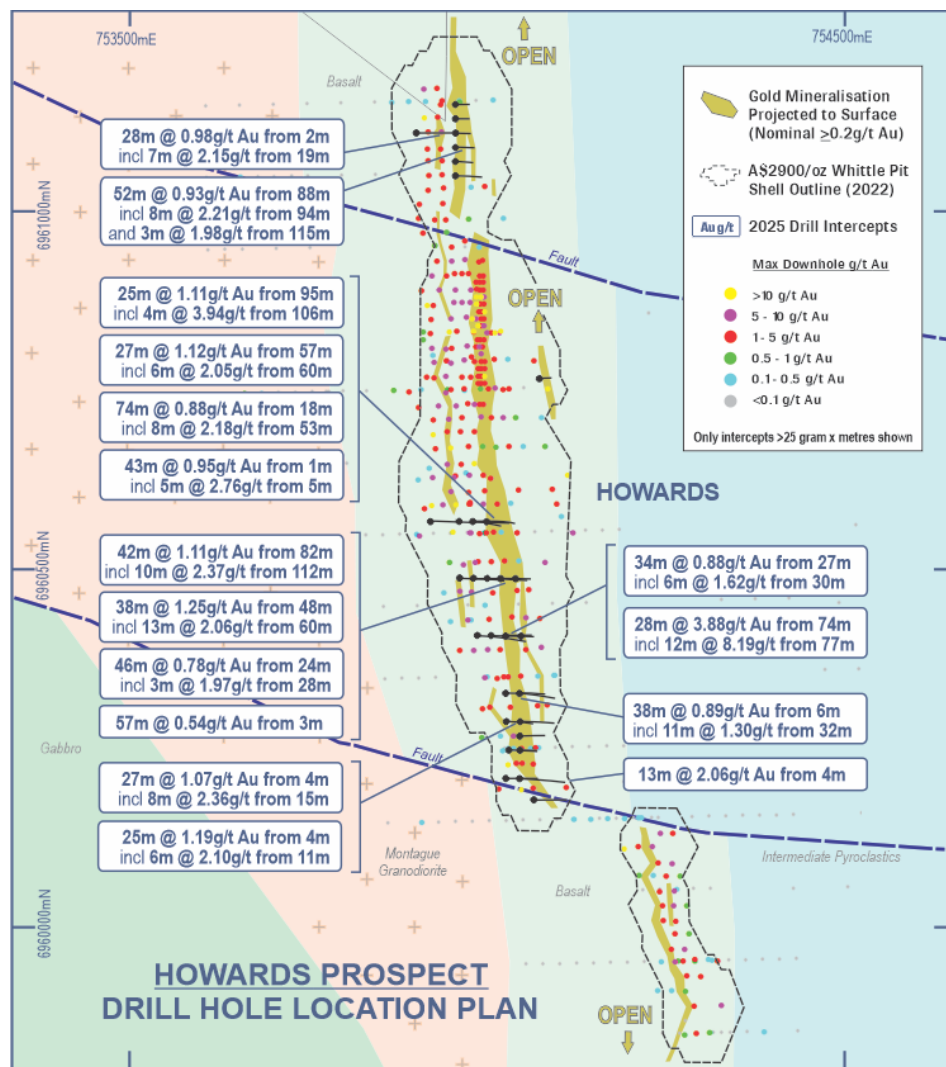 753500mE
754500mE
6961000mN
6960500mN
6960000mN
OPEN
Basalt
28m @ 0.98g/t Au from 2m
incl 7m @ 2.15g/t from 19m
52m @ 0.93g/t Au from 88m
incl 8m @ 2.21g/t from 94m
and 3m @ 1.98g/t from 115m
25m @ 1.11g/t Au from 95m
incl 4m @ 3.94g/t from 106m
27m @ 1.12g/t Au from 57m
incl 6m @ 2.05g/t from 60m
74m @ 0.88g/t Au from 18m
incl 8m @ 2.18g/t from 53m
43m @ 0.95g/t Au from 1m
incl 5m @ 2.76g/t from 5m
42m @ 1.11g/t Au from 82m
incl 10m @ 2.37g/t from 112m
38m @ 1.25g/t Au from 48m
incl 13m @ 2.06g/t from 60m
46m @ 0.78g/t Au from 24m
incl 3m @ 1.97g/t from 28m
57m @ 0.54g/t Au from 3m
27m @ 1.07g/t Au from 4m
incl 8m @ 2.36g/t from 15m
25m @ 1.19g/t Au from 4m
incl 6m @ 2.10g/t from 11m
Fault
OPEN
HOWARDS
34m @ 0.88g/t Au from 27m
incl 6m @ 1.62g/t from 30m
28m @ 3.88g/t Au from 74m
incl 12m @ 8.19g/t from 77m
38m @ 0.89g/t Au from 6m
incl 11m @ 1.30g/t from 32m
13m @ 2.06g/t Au from 4m
Gold Mineralisation
Projected to Surface
(Nominal ≥0.2g/t Au)
A$2900/oz Whittle Pit
Shell Outline (2022)
Au g/t 2025 Drill Intercepts
Max Downhole g/t Au
>10 g/t Au
5 - 10 g/t Au
1- 5 g/t Au
0.5 - 1 g/t Au
0.1- 0.5 g/t Au
<0.1 g/t Au
Only intercepts >25 gram x metres shown
Gabbro
Fault
Montague
Granodiorite
Basalt
Intermediate Pyroclastics
HOWARDS PROSPECT
DRILL HOLE LOCATION PLAN
OPEN